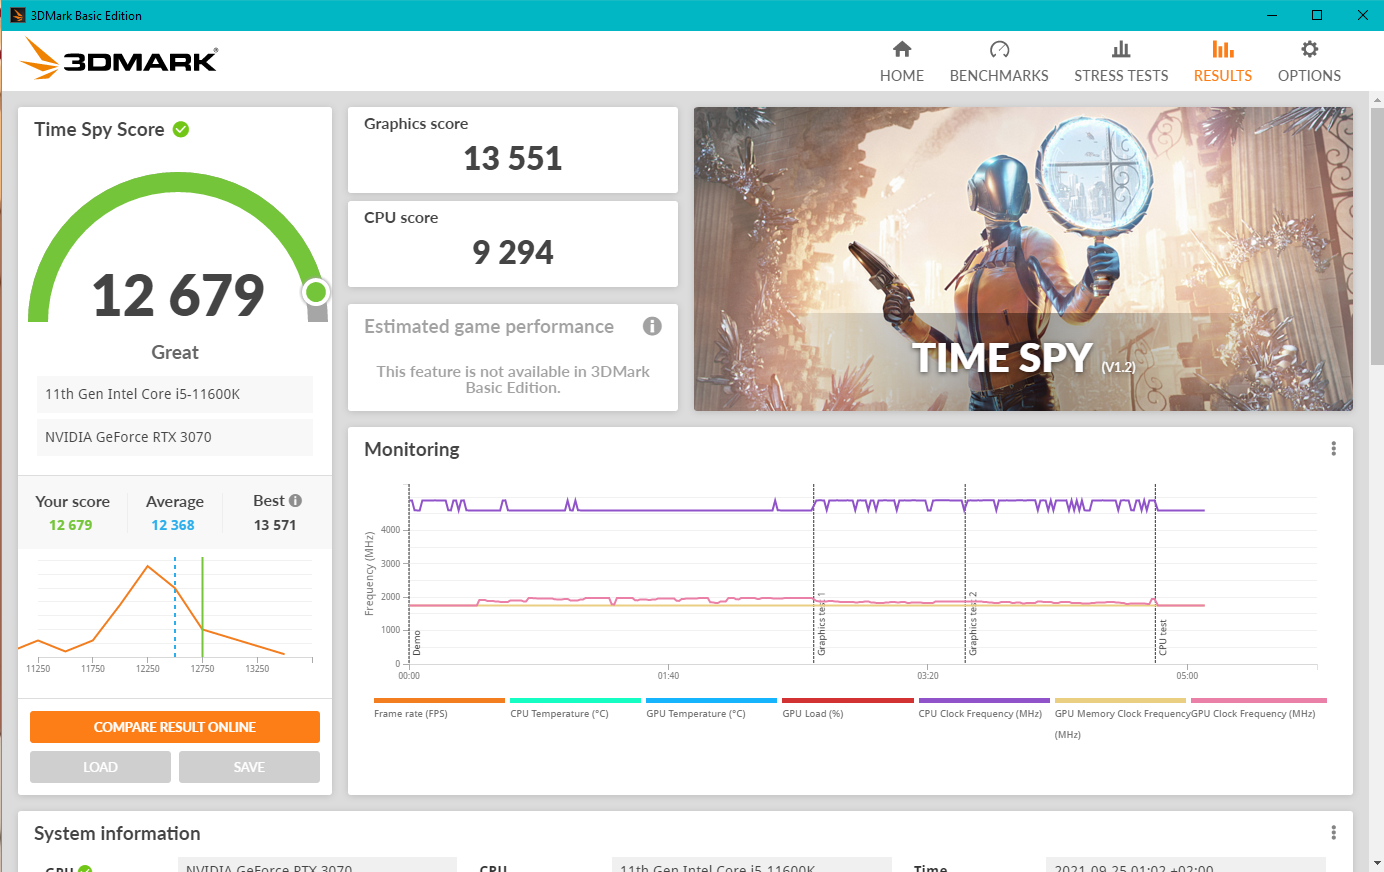 3DMark Basic Edition
3DMARK®
HOME
BENCHMARKS
STRESS TESTS
RESULTS
OPTIONS
Time Spy Score
12 679
Great
11th Gen Intel Core i5-11600K
NVIDIA GeForce RTX 3070
Your score
12 679
Average
12 368
Best
13 571
11250 11750 12250 12750 13250
COMPARE RESULT ONLINE
LOAD
SAVE
Graphics score
13 551
CPU score
9 294
Estimated game performance
This feature is not available in 3DMark
Basic Edition.
TIME SPY (V1.2)
Monitoring
Frequency (MHz)
4000
3000
2000
1000
0
Demo
Graphics test 1
Graphics test 2
CPU test
00:00 01:40 03:20 05:00
Frame rate (FPS)
CPU Temperature (°C)
GPU Temperature (°C)
GPU Load (%)
CPU Clock Frequency (MHz)
GPU Memory Clock Frequency
(MHz)
GPU Clock Frequency (MHz)
System information
GPU
NVIDIA GeForce RTX 3070
CPU
11th Gen Intel Core i5-11600K
Time
2021-09-25 01:02 +02:00